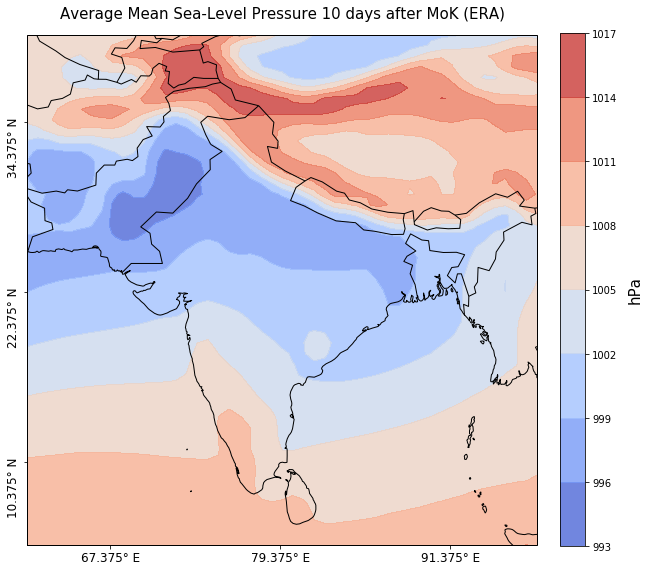 Average Mean Sea-Level Pressure 10 days after MoK (ERA)
34.375° N
22.375° N
10.375° N
67.375° E
79.375° E
91.375° E
1017
1014
1011
1008
1005
1002
999
996
993
hPa